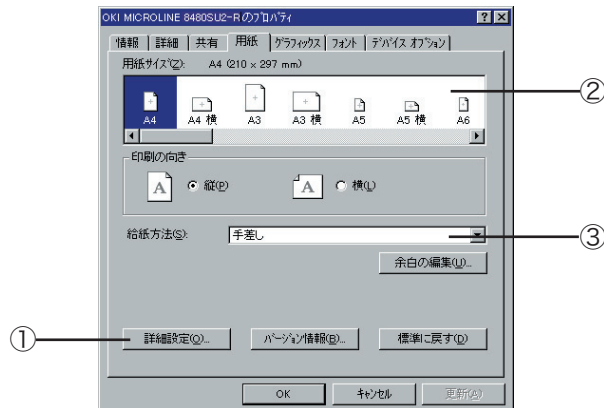 OKI MICROLINE 8480SU2-Rのプロパティ
情報 詳細 共有 用紙 グラフィックス フォント デバイス オプション
用紙サイズ(Z): A4 (210 x 297 mm)
②
A4 A4 横 A3 A3 横 A5 A5 横 A6
印刷の向き
A 縦(P) A 横(L)
給紙方法(S): 手差し ③
余白の編集(U)...
① 詳細設定(O)... バージョン情報(B)... 標準に戻す(D)
OK キャンセル 更新(A)